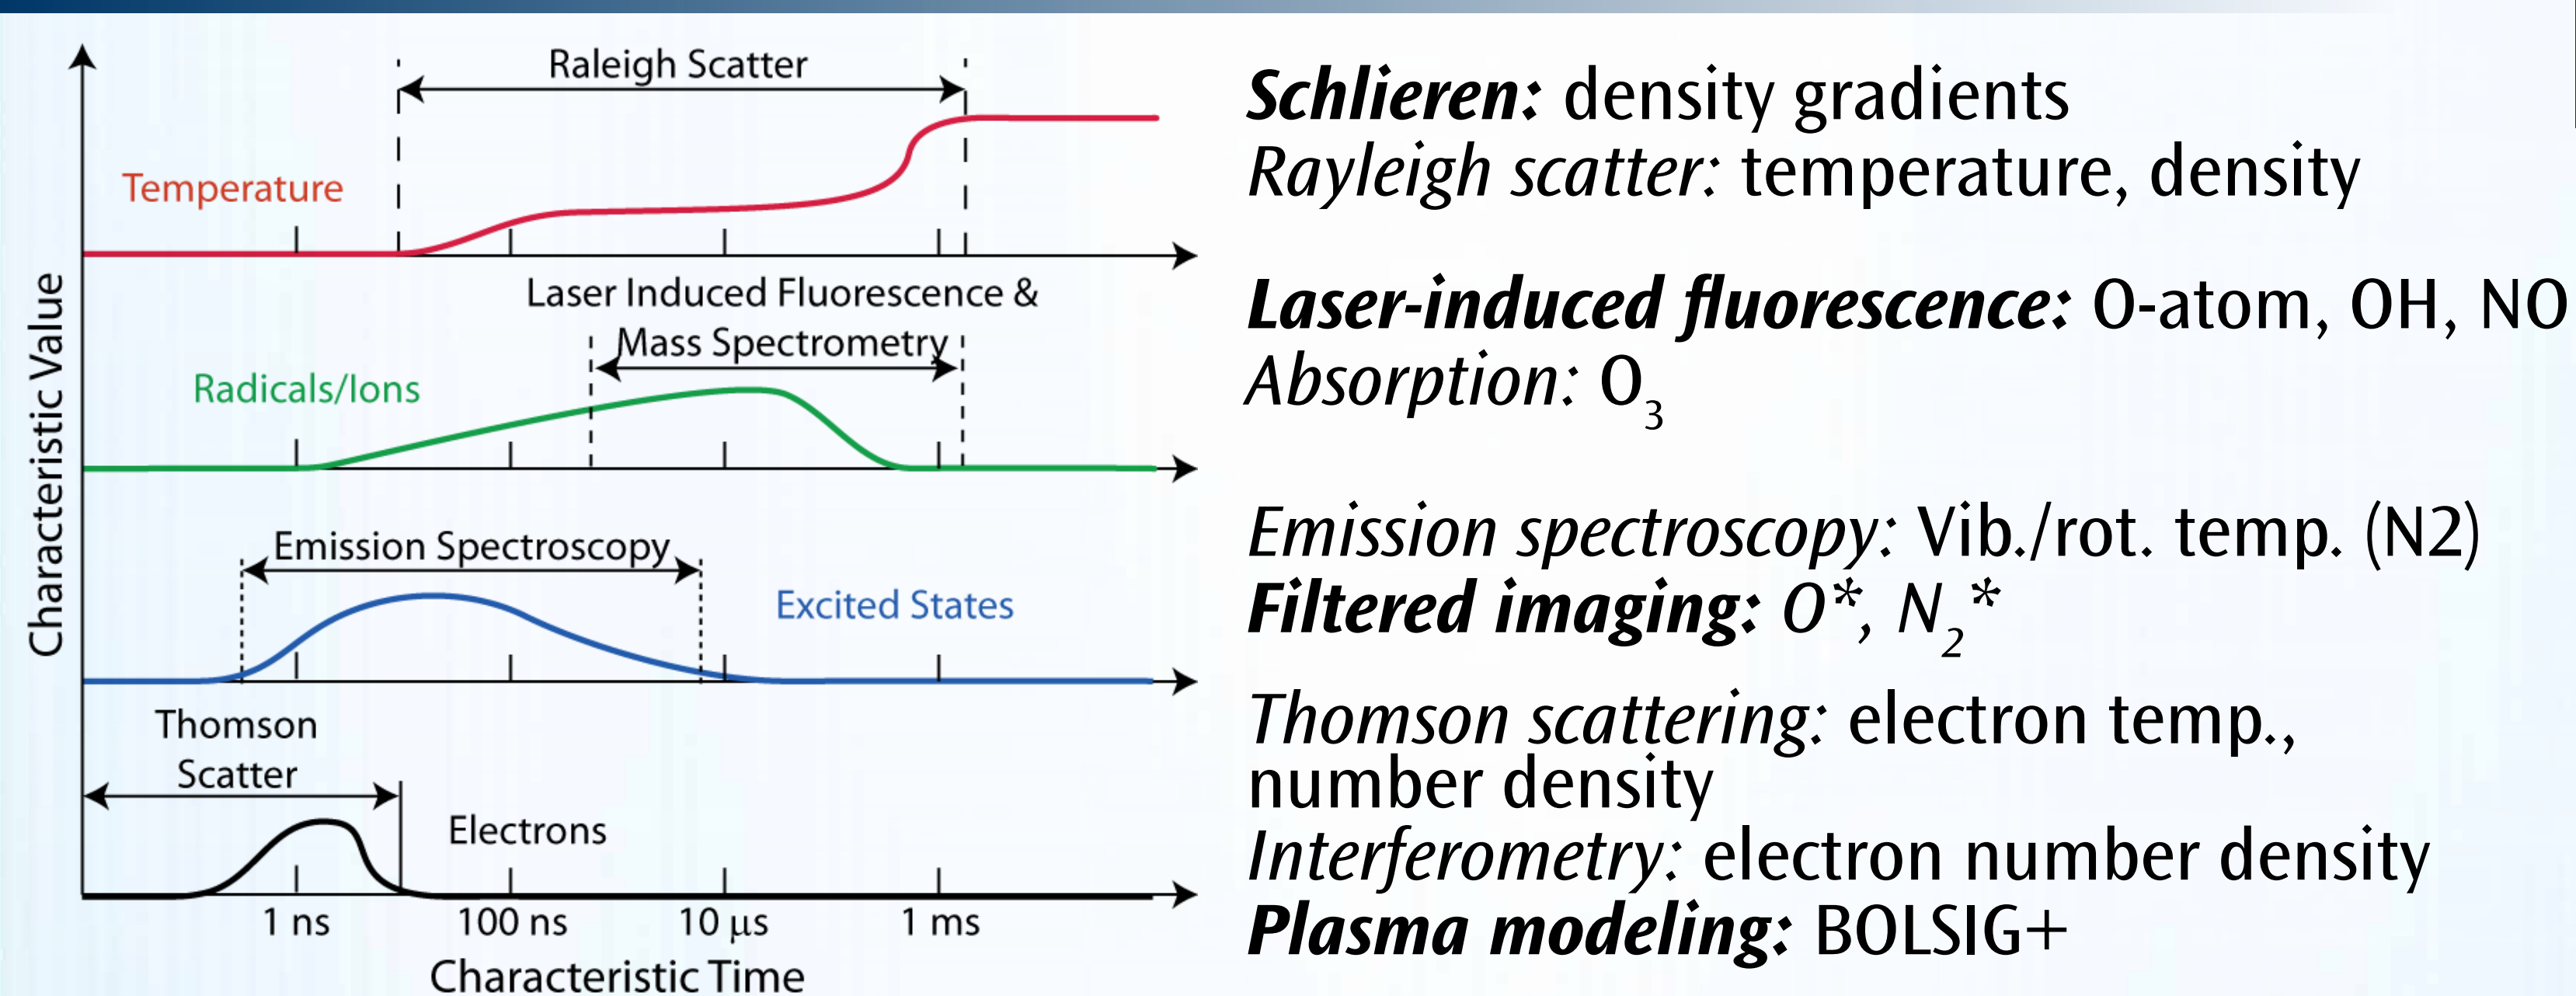 Raleigh Scatter
Temperature
Laser Induced Fluorescence &
Mass Spectrometry
Radicals/Ions
Emission Spectroscopy
Excited States
Thomson
Scatter
Electrons
1 ns 100 ns 10 µs 1 ms
Characteristic Time
Characteristic Value
Schlieren: density gradients
Rayleigh scatter: temperature, density
Laser-induced fluorescence: O-atom, OH, NO
Absorption: O3
Emission spectroscopy: Vib./rot. temp. (N2)
Filtered imaging: O*, N2*
Thomson scattering: electron temp.,
number density
Interferometry: electron number density
Plasma modeling: BOLSIG+